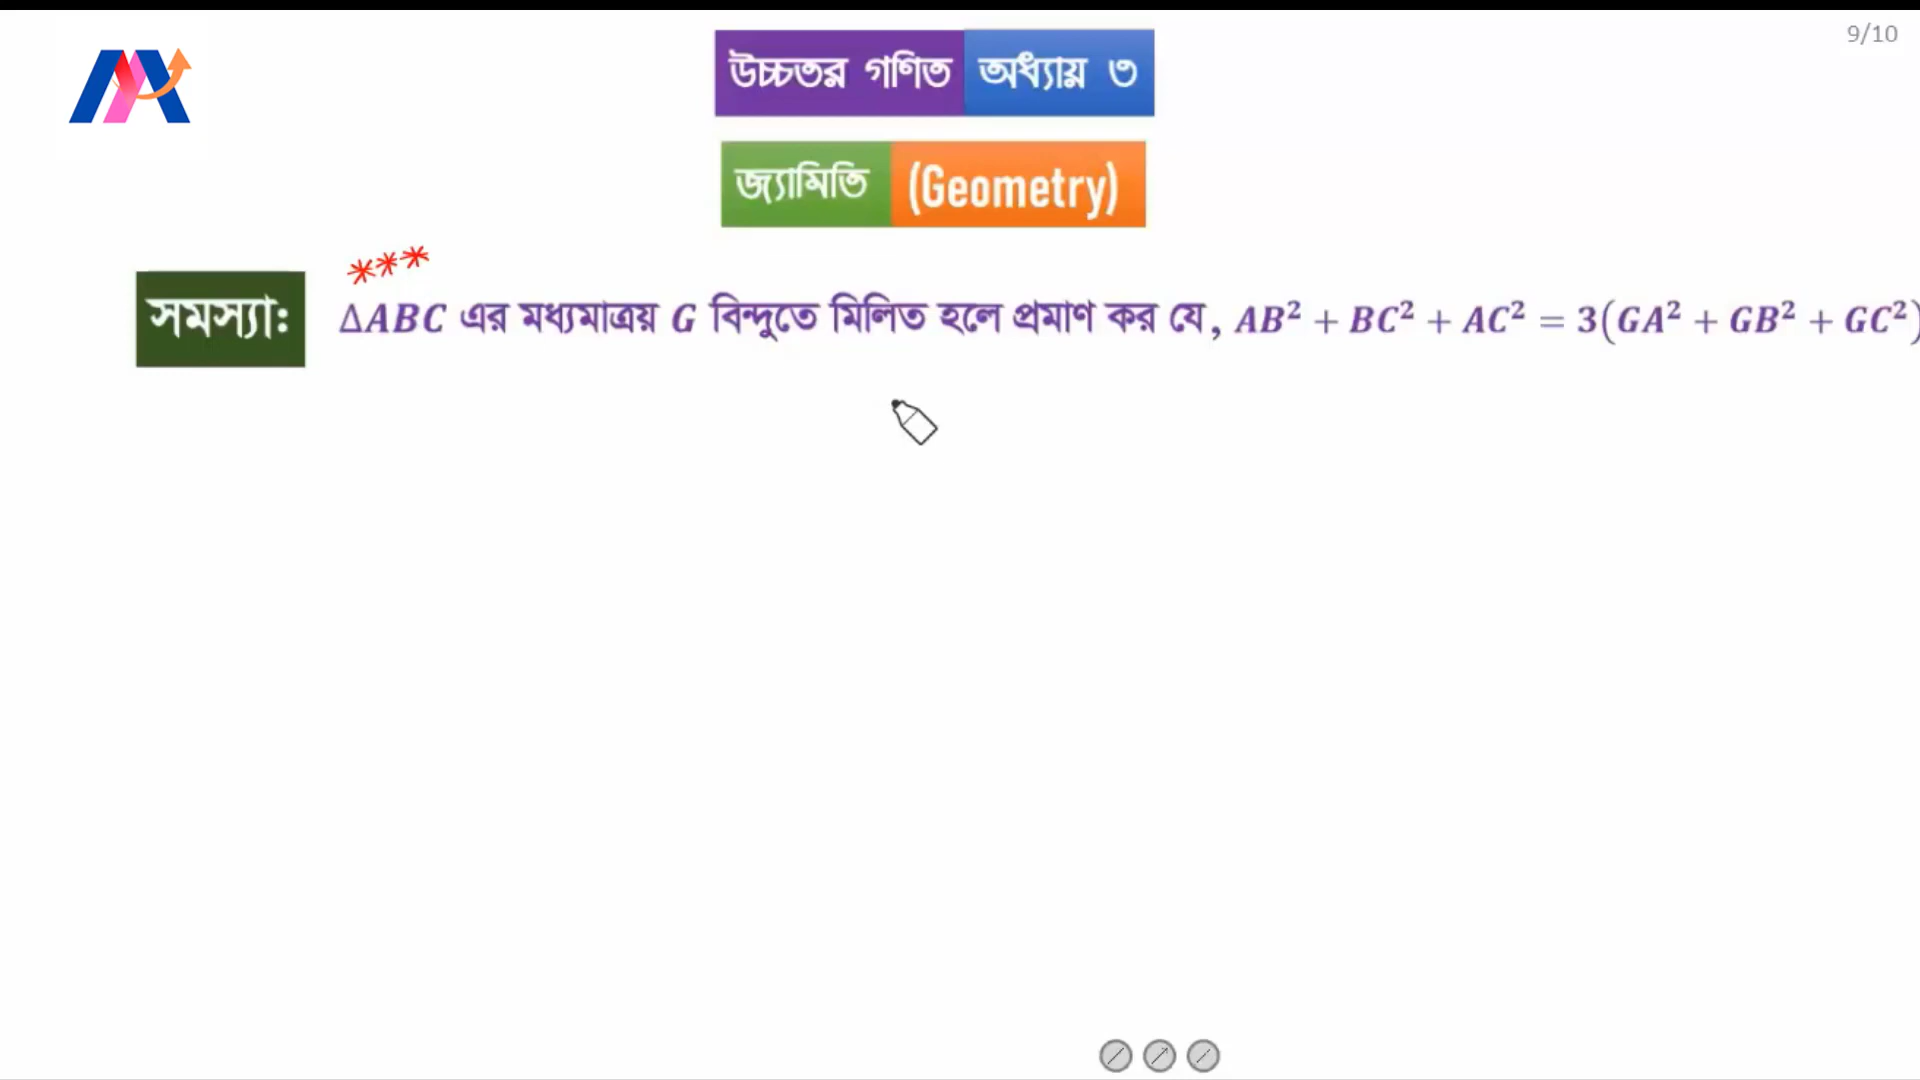 9/10
উচ্চতর গণিত অধ্যায় ৩
জ্যামিতি (Geometry)
***
সমস্যাঃ ΔABC এর মধ্যমাত্রয় G বিন্দুতে মিলিত হলে প্রমাণ কর যে, AB² + BC² + AC² = 3(GA² + GB² + GC²)